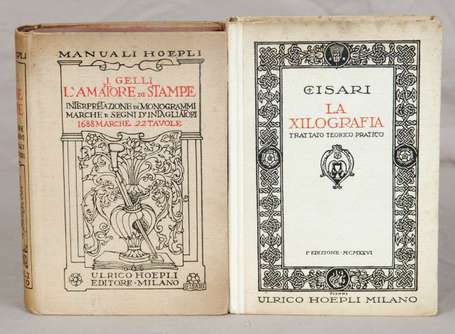 MANUALI HOEPLI
J. GELLI
L'AMATORE DI STAMPE
INTERPRETAZIONE DI MONOGRAMMI
MARCHE E SEGNI D'INTAGLIATORI
1688 MARCHE 22 TAVOLE
ULRICO HOEPLI
EDITORE·MILANO
CISARI
LA
XILOGRAFIA
TRATTATO TEORICO PRATICO
Iª EDIZIONE·MCMXXVI
ULRICO HOEPLI MILANO